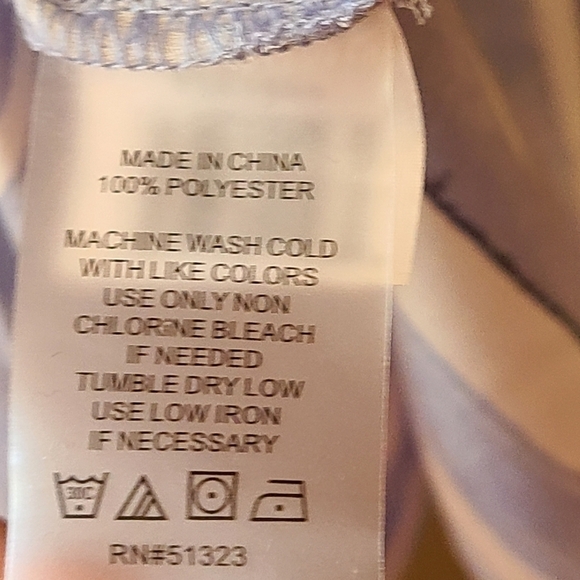 MADE IN CHINA
100% POLYESTER
MACHINE WASH COLD
WITH LIKE COLORS
USE ONLY NON
CHLORINE BLEACH
IF NEEDED
TUMBLE DRY LOW
USE LOW IRON
IF NECESSARY
30C
RN#51323